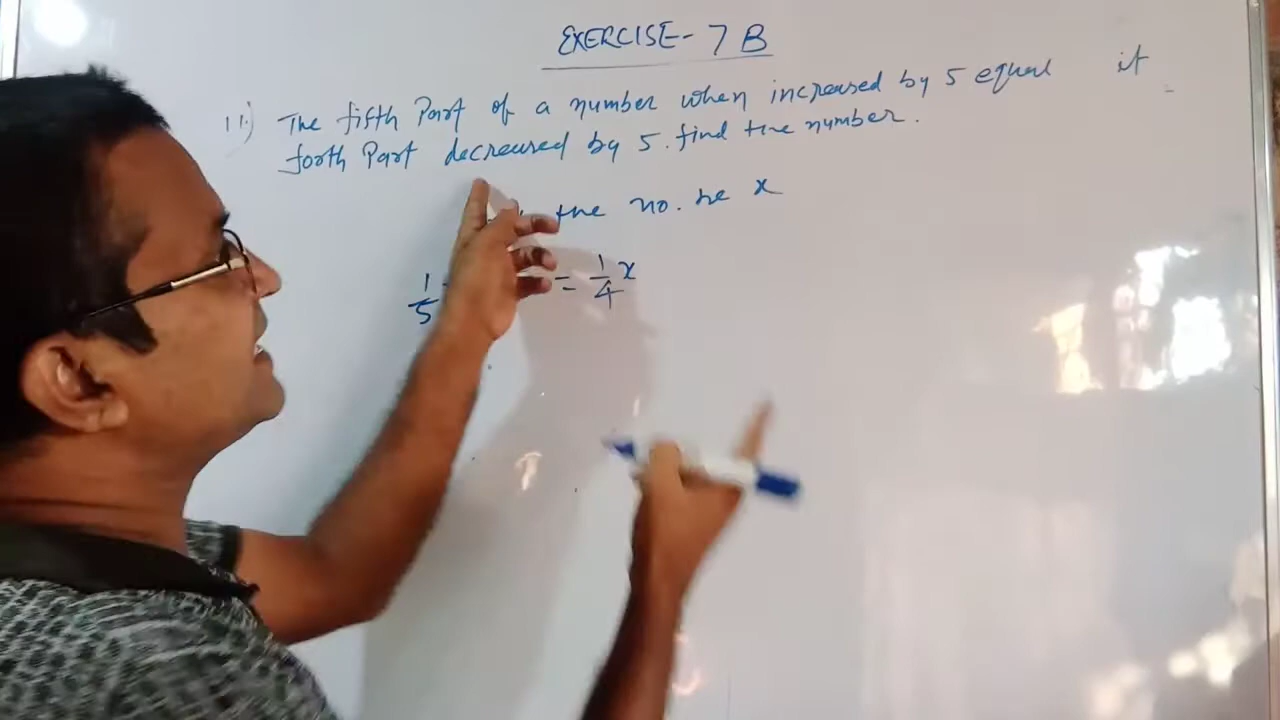 EXERCISE- 7 B
11.) The fifth Part of a number when increased by 5 equal it
forth Part decreased by 5. find the number.
the no. be x
1/5 = 1/4 x